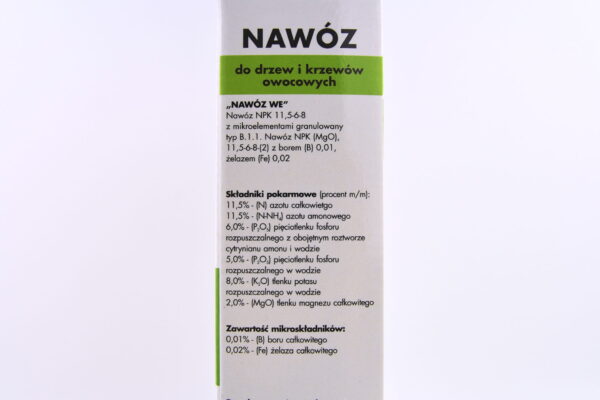 NAWÓZ
do drzew i krzewów
owocowych
„NAWÓZ WE”
Nawóz NPK 11,5-6-8
z mikroelementami granulowany
typ B.1.1. Nawóz NPK (MgO),
11,5-6-8-(2) z borem (B) 0,01,
żelazem (Fe) 0,02
Składniki pokarmowe (procent m/m):
11,5% - (N) azotu całkowietgo
11,5% - (N-NH₄) azotu amonowego
6,0% - (P₂O₅) pięciotlenku fosforu
rozpuszczalnego z obojętnym roztworze
cytrynianu amonu i wodzie
5,0% - (P₂O₅) pięciotlenku fosforu
rozpuszczalnego w wodzie
8,0% - (K₂O) tlenku potasu
rozpuszczalnego w wodzie
2,0% - (MgO) tlenku magnezu całkowitego
Zawartość mikroskładników:
0,01% - (B) boru całkowitego
0,02% - (Fe) żelaza całkowitego